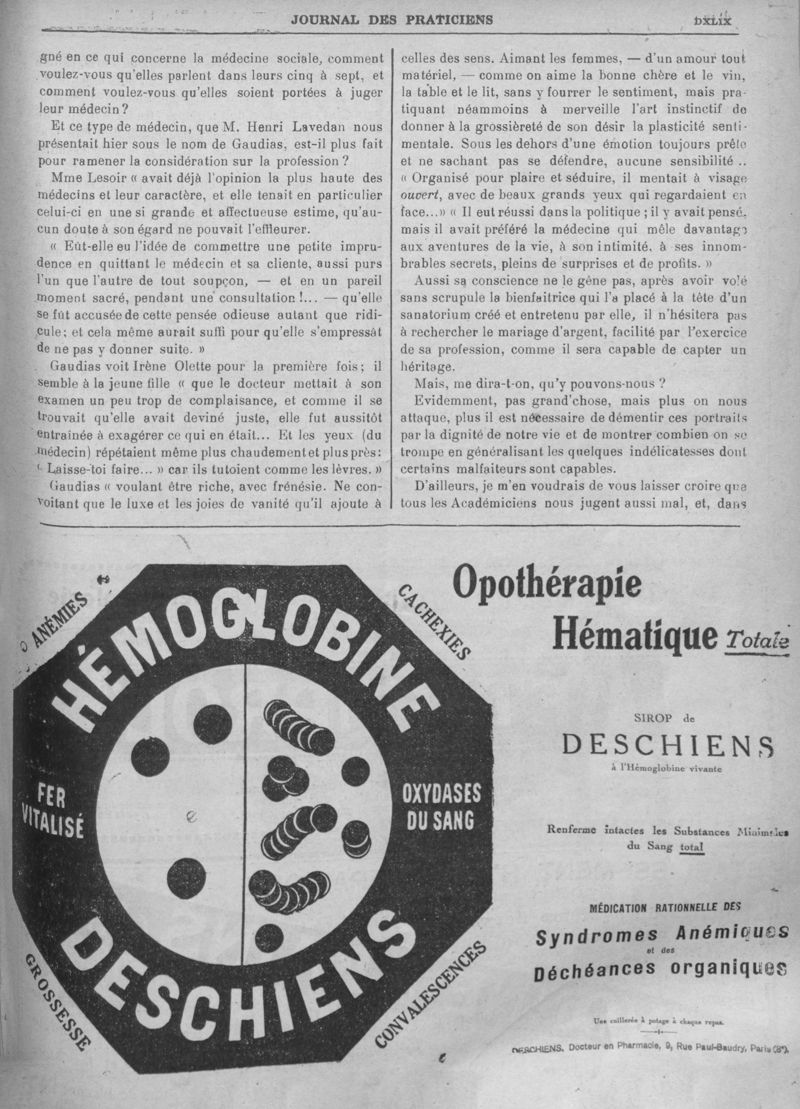 JOURNAL DES PRATICIENS
DXLIX
gné en ce qui concerne la médecine sociale, comment
voulez-vous qu'elles parlent dans leurs cinq à sept, et
comment voulez-vous qu'elles soient portées à juger
leur médecin ?
Et ce type de médecin, que M. Henri Lavedan nous
présentait hier sous le nom de Gaudias, est-il plus fait
pour ramener la considération sur la profession ?
Mme Lesoir « avait déjà l'opinion la plus haute des
médecins et leur caractère, et elle tenait en particulier
celui-ci en une si grande et affectueuse estime, qu'au-
cun doute à son égard ne pouvait l'effleurer.
« Eût-elle eu l'idée de commettre une petite impru-
dence en quittant le médecin et sa cliente, aussi purs
l'un que l'autre de tout soupçon, — et en un pareil
moment sacré, pendant une consultation !... — qu'elle
se fût accusée de cette pensée odieuse autant que ridi-
cule ; et cela même aurait suffi pour qu'elle s'empressât
de ne pas y donner suite. »
Gaudias voit Irène Olette pour la première fois ; il
semble à la jeune fille « que le docteur mettait à son
examen un peu trop de complaisance, et comme il se
trouvait qu'elle avait deviné juste, elle fut aussitôt
entrainée à exagérer ce qui en était... Et les yeux (du
médecin) répétaient même plus chaudement et plus près :
« Laisse-toi faire... » car ils tutoient comme les lèvres. »
Gaudias « voulant être riche, avec frénésie. Ne con-
voitant que le luxe et les joies de vanité qu'il ajoute à
celles des sens. Aimant les femmes, — d'un amour tout
matériel, — comme on aime la bonne chère et le vin,
la table et le lit, sans y fourrer le sentiment, mais pra-
tiquant néammoins à merveille l'art instinctif de
donner à la grossièreté de son désir la plasticité senti-
mentale. Sous les dehors d'une émotion toujours prête
et ne sachant pas se défendre, aucune sensibilité ..
« Organisé pour plaire et séduire, il mentait à visage
ouvert, avec de beaux grands yeux qui regardaient en
face...» « Il eut réussi dans la politique ; il y avait pensé,
mais il avait préféré la médecine qui mêle davantage
aux aventures de la vie, à son intimité, à ses innom-
brables secrets, pleins de surprises et de profits. »
Aussi sa conscience ne le gêne pas, après avoir volé
sans scrupule la bienfaitrice qui l'a placé à la tête d'un
sanatorium créé et entretenu par elle, il n'hésitera pas
à rechercher le mariage d'argent, facilité par l'exercice
de sa profession, comme il sera capable de capter un
héritage.
Mais, me dira-t-on, qu'y pouvons-nous ?
Evidemment, pas grand'chose, mais plus on nous
attaque, plus il est nécessaire de démentir ces portraits
par la dignité de notre vie et de montrer combien on se
trompe en généralisant les quelques indélicatesses dont
certains malfaiteurs sont capables.
D'ailleurs, je m'en voudrais de vous laisser croire que
tous les Académiciens nous jugent aussi mal, et, dans
ANÉMIES
CACHEXIES
HÉMOGLOBINE
FER
VITALISÉ
OXYDASES
DU SANG
DESCHIENS
GROSSESSE
CONVALESCENCES
Opothérapie
Hématique Totale
SIROP de
DESCHIENS
à l'Hémoglobine vivante
Renferme intactes les Substances Minimales
du Sang total
MÉDICATION RATIONNELLE DES
Syndromes Anémiques
et des
Déchéances organiques
Une cuillerée à potage à chaque repas.
DESCHIENS, Docteur en Pharmacie, 9, Rue Paul-Baudry, Paris (8e).